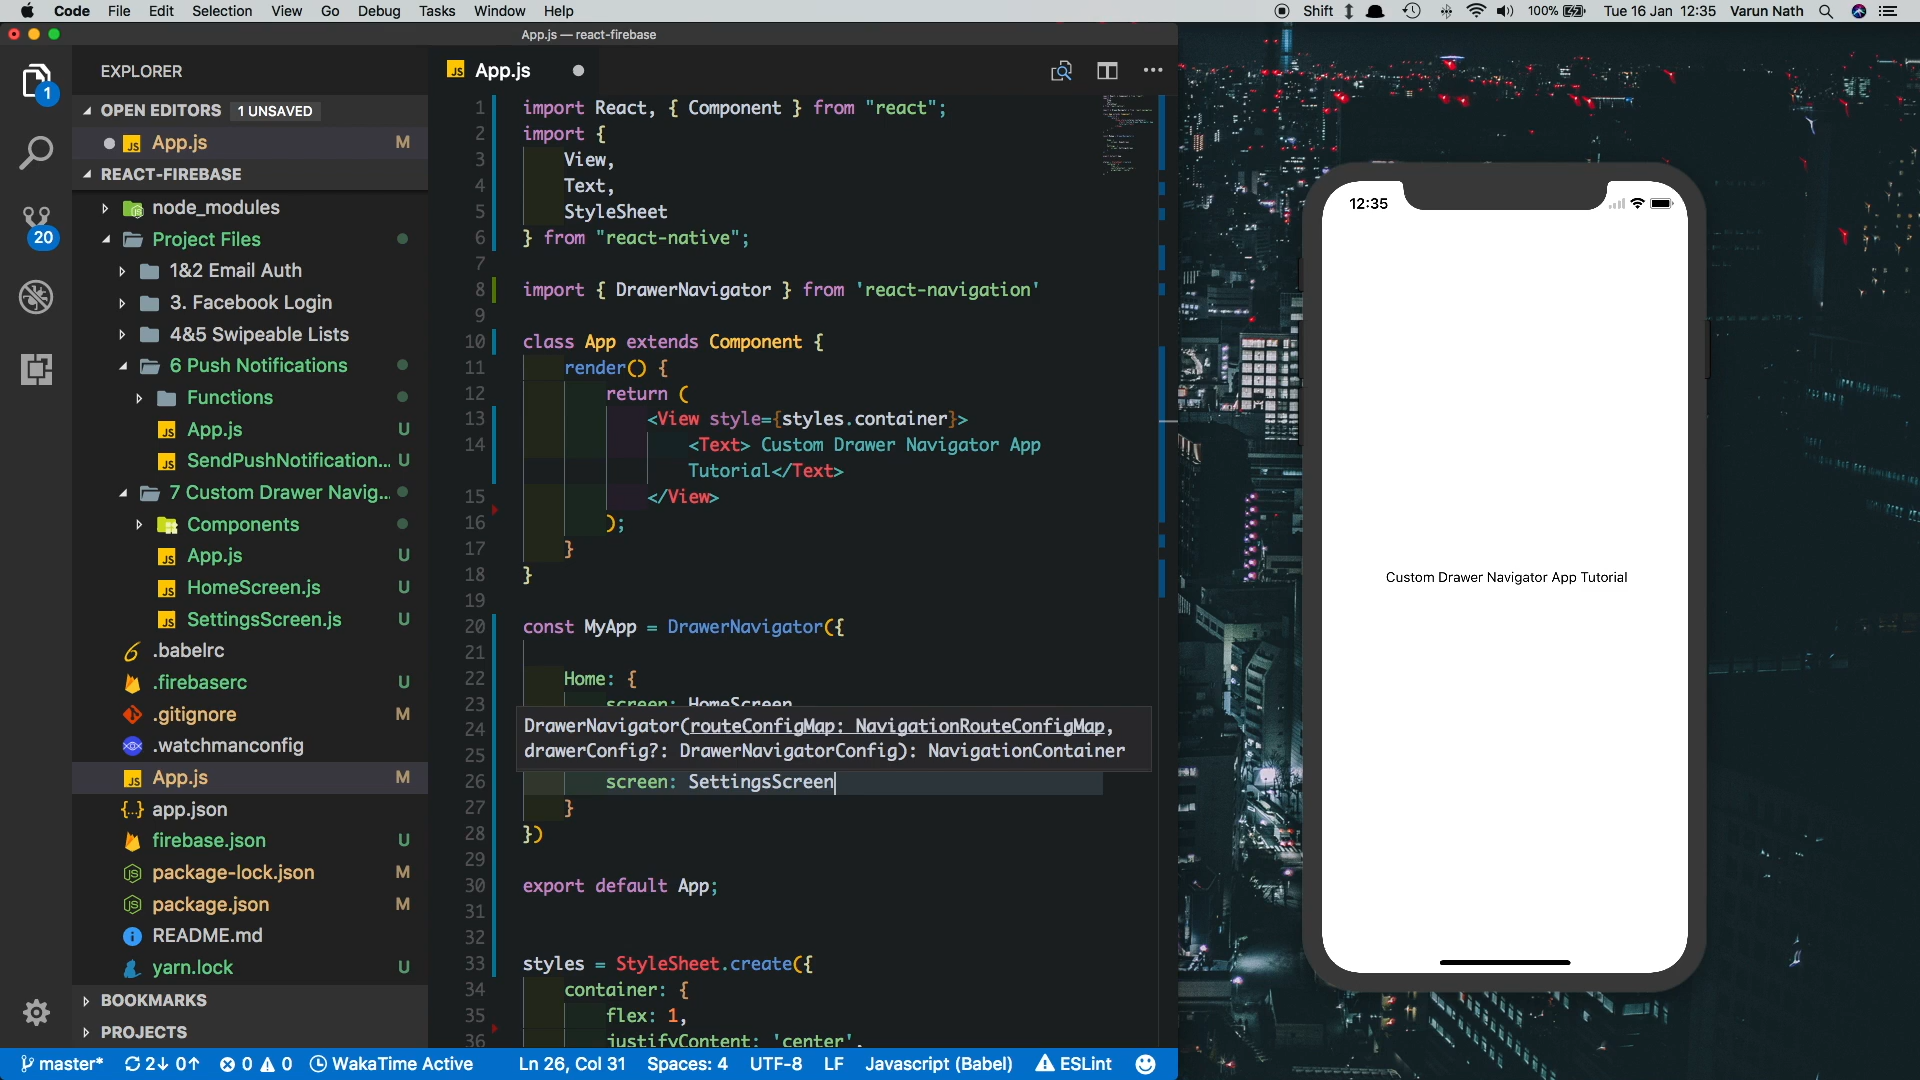 Code File Edit Selection View Go Debug Tasks Window Help Shift 100% Tue 16 Jan 12:35 Varun Nath
App.js — react-firebase
EXPLORER
OPEN EDITORS 1 UNSAVED
App.js M
REACT-FIREBASE
node_modules
Project Files
1&2 Email Auth
3. Facebook Login
4&5 Swipeable Lists
6 Push Notifications
Functions
App.js U
SendPushNotification... U
7 Custom Drawer Navig...
Components
App.js U
HomeScreen.js U
SettingsScreen.js U
.babelrc
.firebaserc U
.gitignore M
.watchmanconfig
App.js M
app.json
firebase.json U
package-lock.json M
package.json M
README.md
yarn.lock U
BOOKMARKS
PROJECTS
1
20
App.js
1 import React, { Component } from "react";
2 import {
3 View,
4 Text,
5 StyleSheet
6 } from "react-native";
7
8 import { DrawerNavigator } from 'react-navigation'
9
10 class App extends Component {
11 render() {
12 return (
13 <View style={styles.container}>
14 <Text> Custom Drawer Navigator App
Tutorial</Text>
15 </View>
16 );
17 }
18 }
19
20 const MyApp = DrawerNavigator({
21
22 Home: {
23 screen: HomeScreen
24
25
DrawerNavigator(routeConfigMap: NavigationRouteConfigMap,
drawerConfig?: DrawerNavigatorConfig): NavigationContainer
26 screen: SettingsScreen
27 }
28 })
29
30 export default App;
31
32
33 styles = StyleSheet.create({
34 container: {
35 flex: 1,
36 justifyContent: 'center',
master* 2↓ 0↑ 0 0 WakaTime Active Ln 26, Col 31 Spaces: 4 UTF-8 LF Javascript (Babel) ESLint
12:35
Custom Drawer Navigator App Tutorial